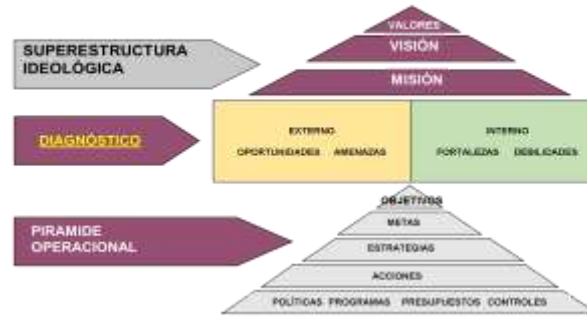 VALORES
VISIÓN
SUPERESTRUCTURA
IDEOLÓGICA
MISIÓN
EXTERNO
OPORTUNIDADES AMENAZAS
INTERNO
FORTALEZAS DEBILIDADES
DIAGNÓSTICO
OBJETIVOS
METAS
PIRAMIDE
OPERACIONAL
ESTRATEGIAS
ACCIONES
POLÍTICAS PROGRAMAS PRESUPUESTOS CONTROLES